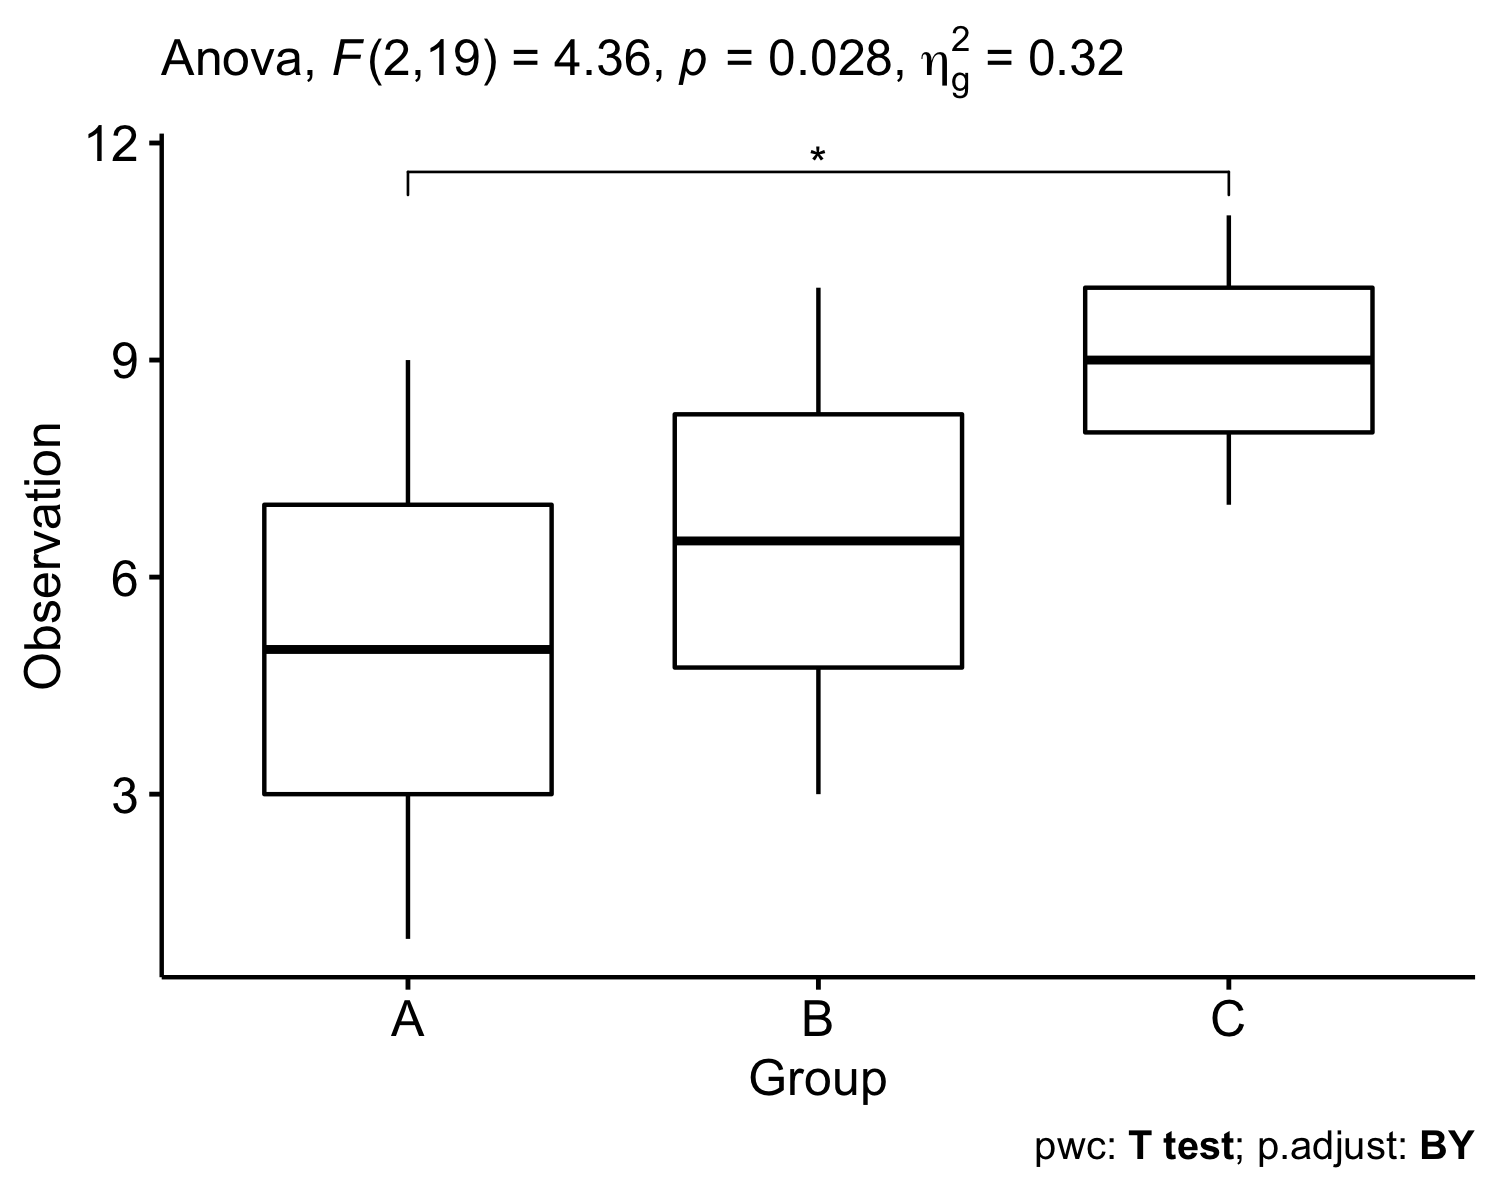 Anova, F(2,19) = 4.36, p = 0.028, η²g = 0.32
12
*
9
6
3
Observation
A B C
Group
pwc: T test; p.adjust: BY